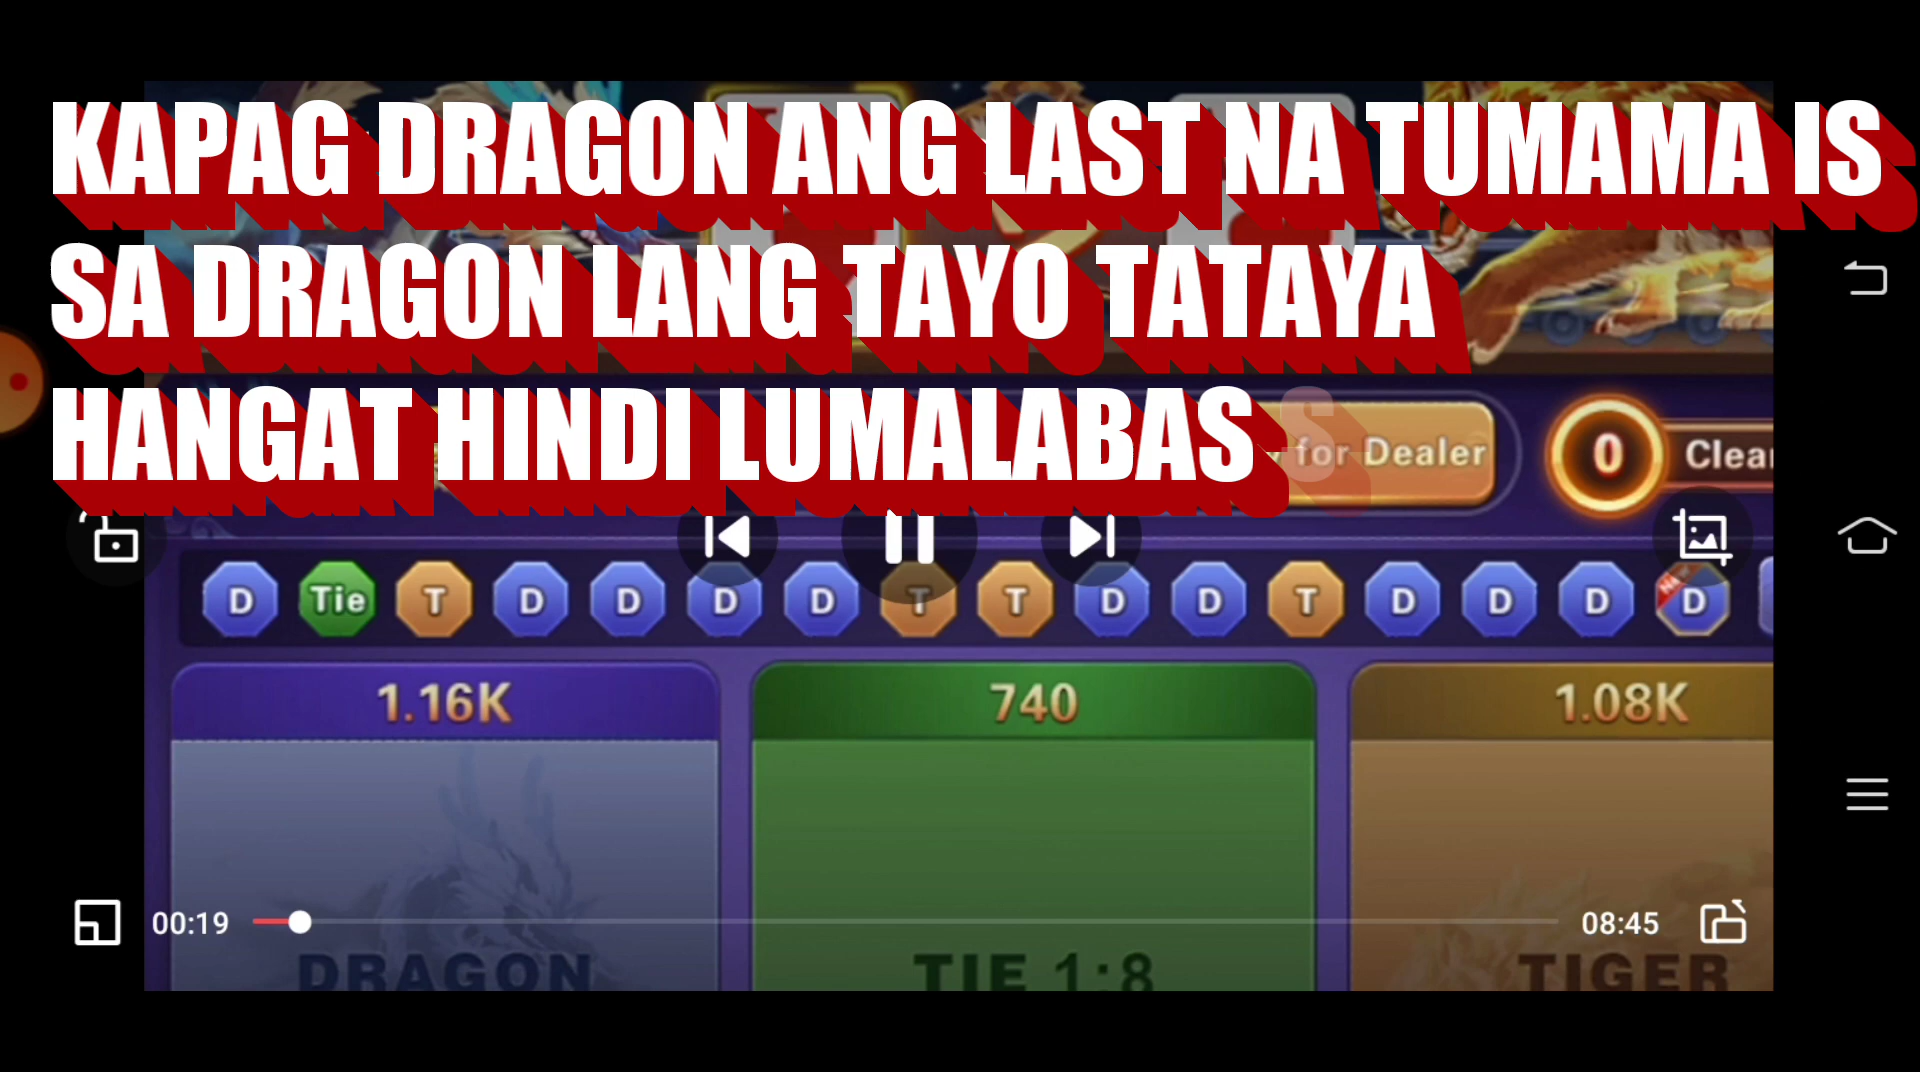 KAPAG DRAGON ANG LAST NA TUMAMA IS
SA DRAGON LANG TAYO TATAYA
HANGAT HINDI LUMALABAS S
for Dealer
0
D Tie T D D D D T T D D T D D D D
1.16K 740 1.08K
00:19 08:45
DRAGON TIE 1:8 TIGER